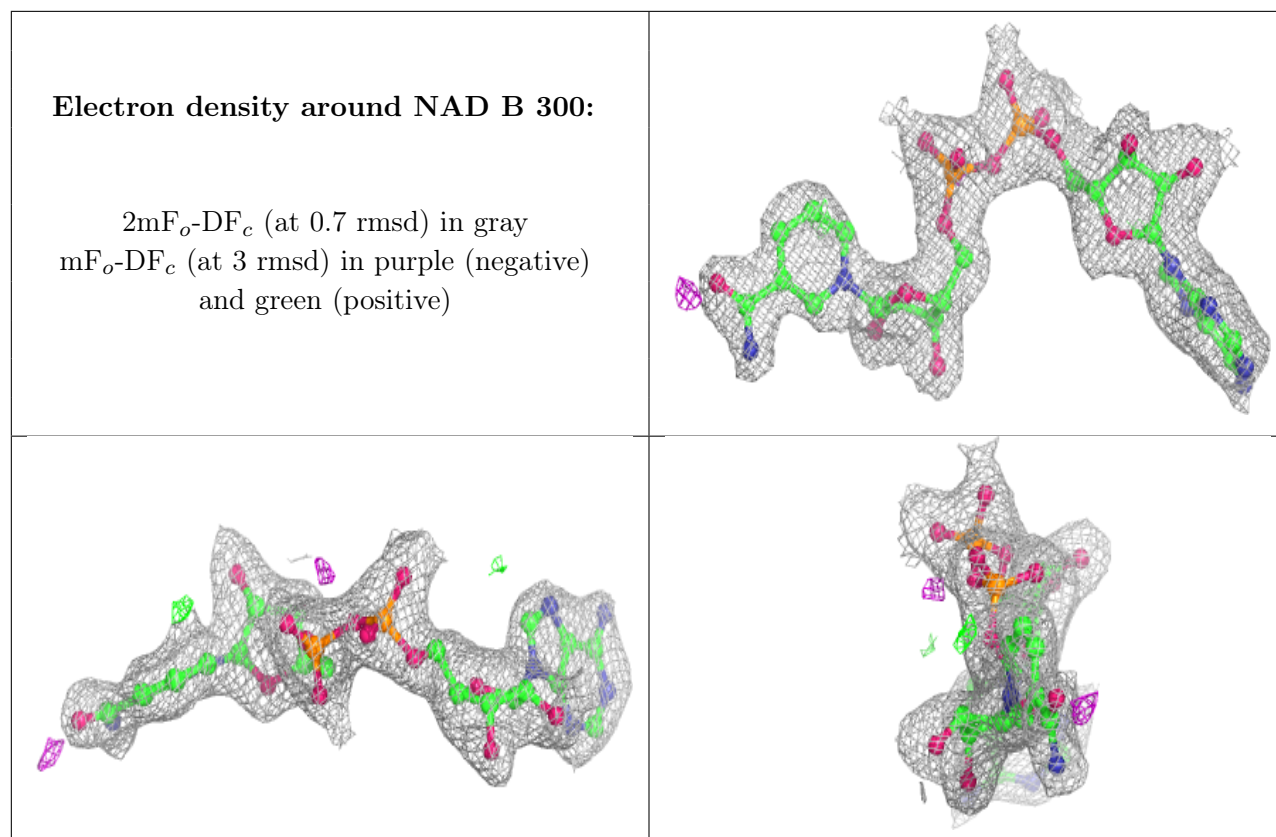 Electron density around NAD B 300:
2mFo-DFc (at 0.7 rmsd) in gray
mFo-DFc (at 3 rmsd) in purple (negative)
and green (positive)